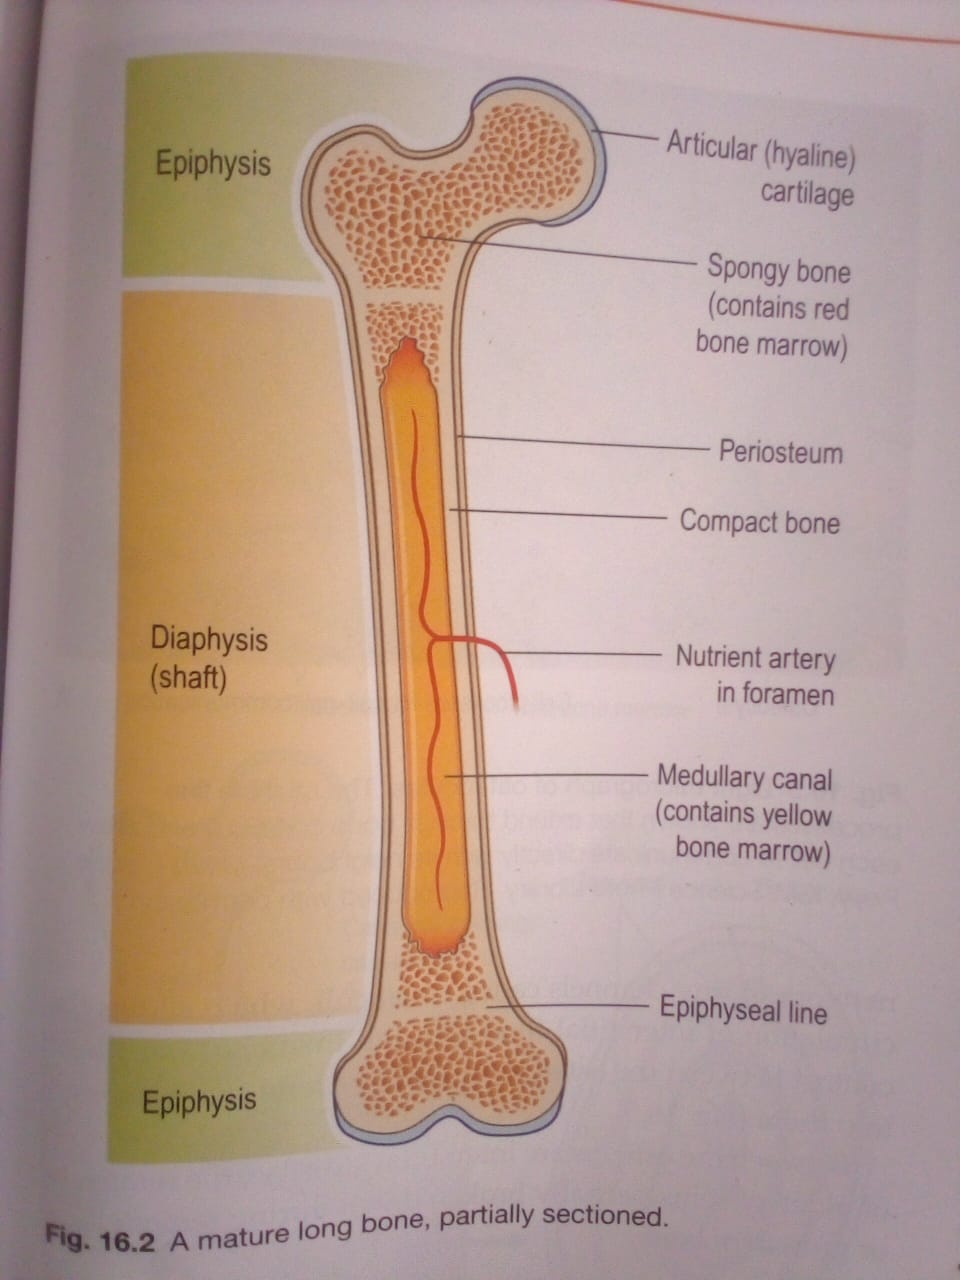 Epiphysis
Articular (hyaline)
cartilage
Spongy bone
(contains red
bone marrow)
Periosteum
Compact bone
Diaphysis
(shaft)
Nutrient artery
in foramen
Medullary canal
(contains yellow
bone marrow)
Epiphyseal line
Epiphysis
Fig. 16.2 A mature long bone, partially sectioned.